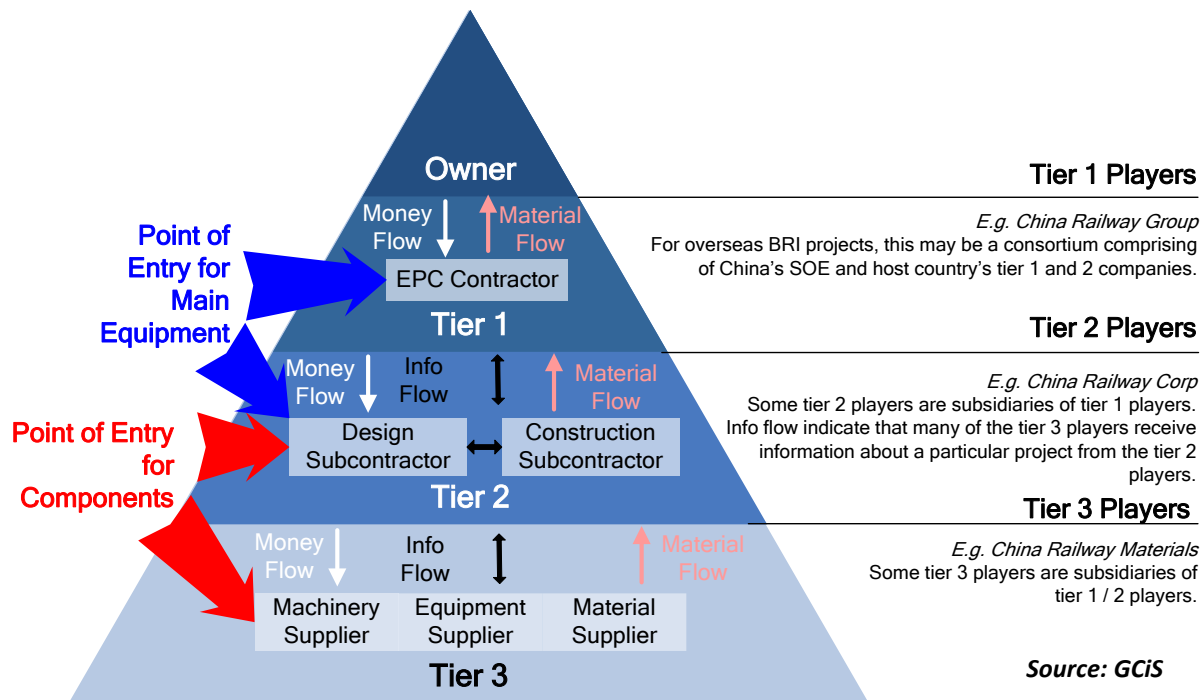 Owner
Money
Flow
Material
Flow
EPC Contractor
Tier 1
Point of
Entry for
Main
Equipment
Money
Flow
Info
Flow
Material
Flow
Design
Subcontractor
Construction
Subcontractor
Tier 2
Point of Entry
for
Components
Money
Flow
Info
Flow
Material
Flow
Machinery
Supplier
Equipment
Supplier
Material
Supplier
Tier 3
Tier 1 Players
E.g. China Railway Group
For overseas BRI projects, this may be a consortium comprising
of China’s SOE and host country’s tier 1 and 2 companies.
Tier 2 Players
E.g. China Railway Corp
Some tier 2 players are subsidiaries of tier 1 players.
Info flow indicate that many of the tier 3 players receive
information about a particular project from the tier 2
players.
Tier 3 Players
E.g. China Railway Materials
Some tier 3 players are subsidiaries of
tier 1 / 2 players.
Source: GCiS